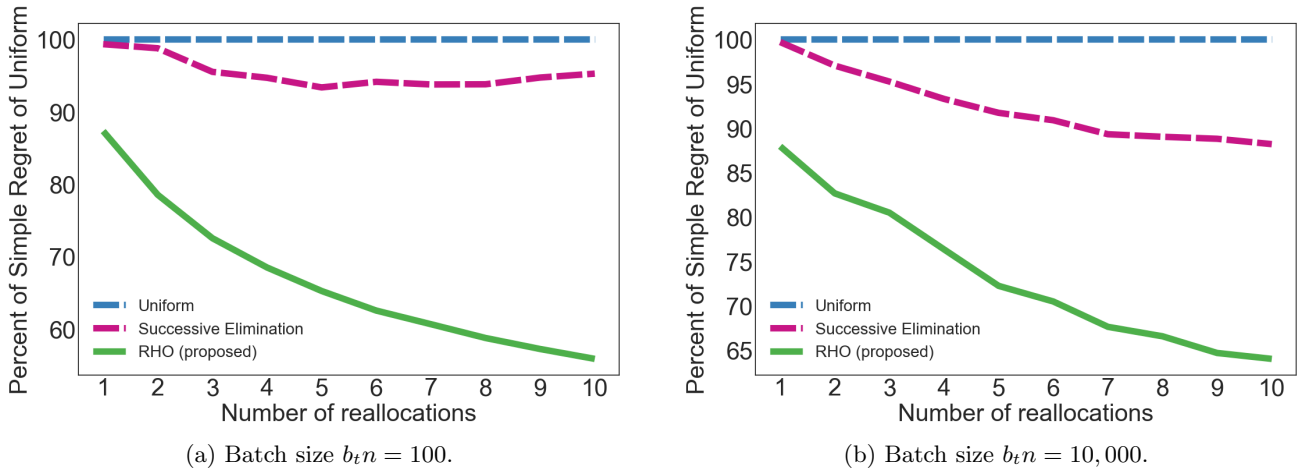 Percent of Simple Regret of Uniform
100
90
80
70
60
Uniform
Successive Elimination
RHO (proposed)
1 2 3 4 5 6 7 8 9 10
Number of reallocations
(a) Batch size bₜn = 100.
Percent of Simple Regret of Uniform
100
95
90
85
80
75
70
65
Uniform
Successive Elimination
RHO (proposed)
1 2 3 4 5 6 7 8 9 10
Number of reallocations
(b) Batch size bₜn = 10,000.